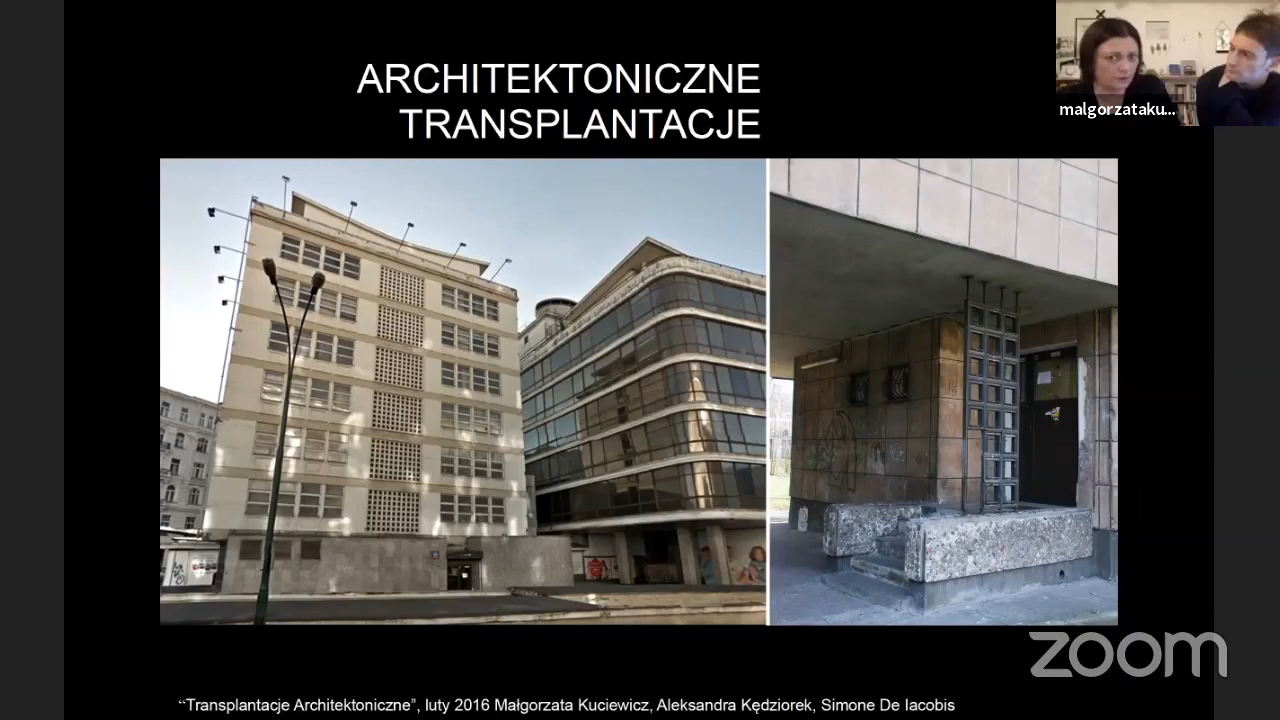 ARCHITEKTONICZNE
TRANSPLANTACJE
malgorzataku...
zoom
“Transplantacje Architektoniczne”, luty 2016 Małgorzata Kuciewicz, Aleksandra Kędziorek, Simone De Iacobis